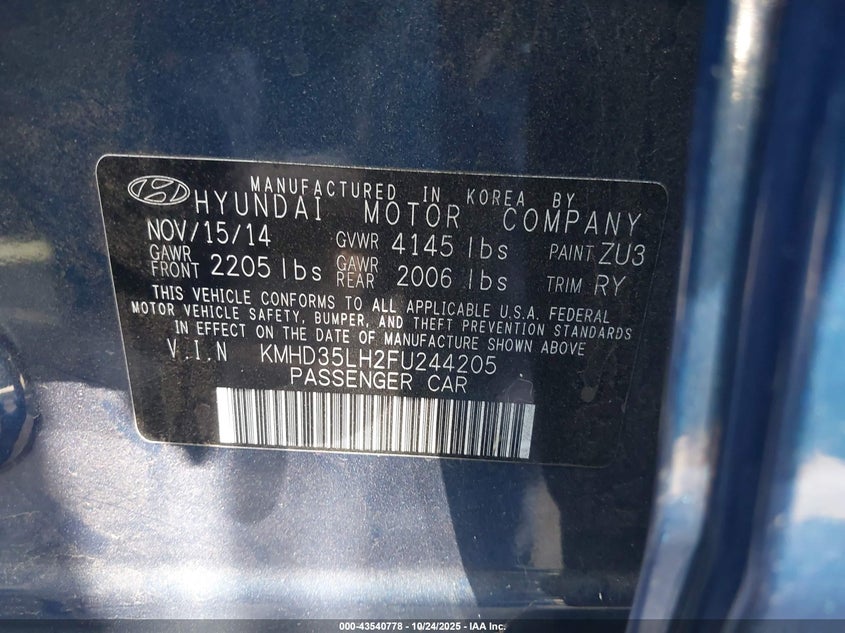 MANUFACTURED IN KOREA BY
HYUNDAI MOTOR COMPANY
NOV/15/14 GVWR 4145 lbs PAINT ZU3
GAWR FRONT 2205 lbs GAWR REAR 2006 lbs TRIM RY
THIS VEHICLE CONFORMS TO ALL APPLICABLE U.S.A. FEDERAL
MOTOR VEHICLE SAFETY, BUMPER, AND THEFT PREVENTION STANDARDS
IN EFFECT ON THE DATE OF MANUFACTURE SHOWN ABOVE.
V.I.N KMHD35LH2FU244205
PASSENGER CAR
000-43540778 - 10/24/2025 - IAA Inc.